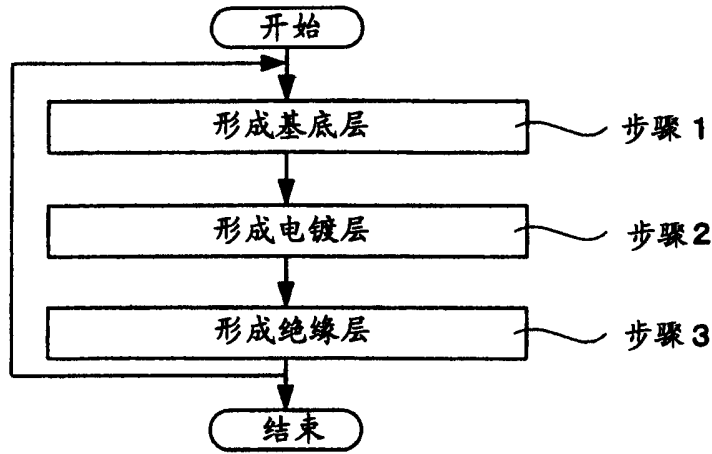 开始
形成基底层
步骤 1
形成电镀层
步骤 2
形成绝缘层
步骤 3
结束